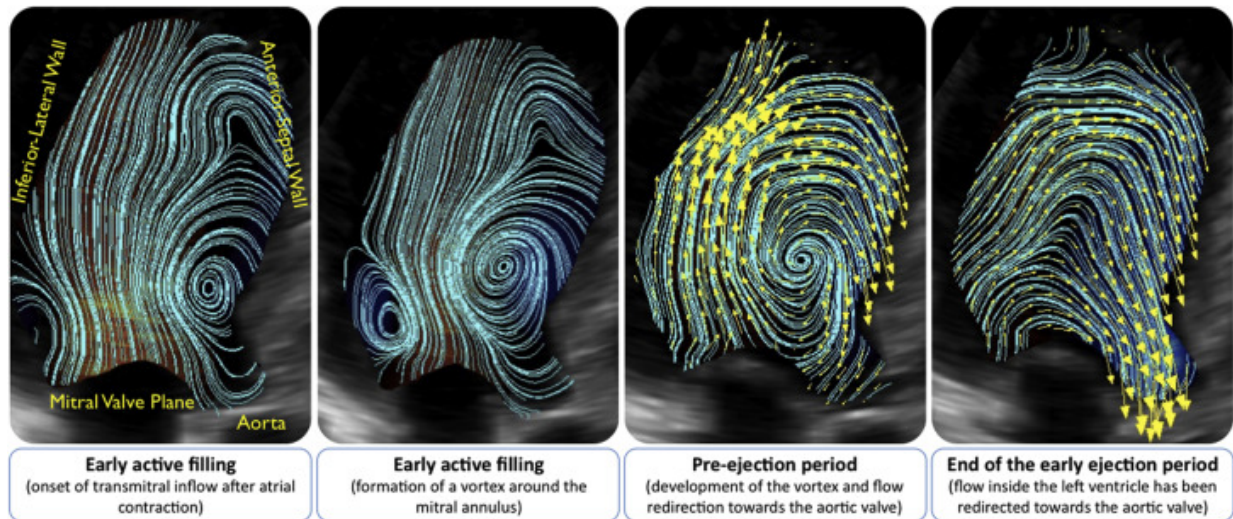 Inferior-Lateral Wall
Anterior-Septal Wall
Mitral Valve Plane
Aorta
Early active filling
(onset of transmitral inflow after atrial
contraction)
Early active filling
(formation of a vortex around the
mitral annulus)
Pre-ejection period
(development of the vortex and flow
redirection towards the aortic valve)
End of the early ejection period
(flow inside the left ventricle has been
redirected towards the aortic valve)